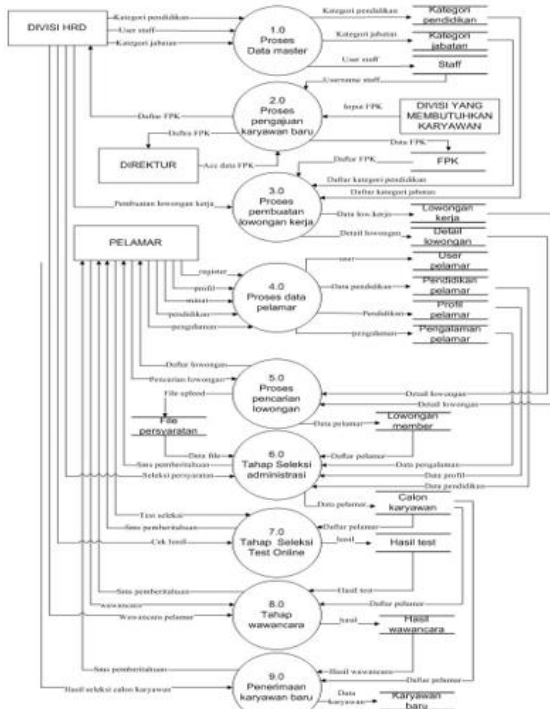 DIVISI HRD
Kategori pendidikan
User staff
Kategori jabatan
1.0
Proses
Data master
Kategori pendidikan
Kategori jabatan
User staff
Kategori
pendidikan
Kategori
jabatan
Staff
Username staff
2.0
Proses
pengajuan
karyawan baru
Input FPK
DIVISI YANG
MEMBUTUHKAN
KARYAWAN
Daftar FPK
Daftra FPK
DIREKTUR
Acc data FPK
Data FPK
FPK
Daftar FPK
Daftar kategori pendidikan
Daftar kategori jabatan
3.0
Proses
pembuatan
lowongan kerja
Pembuatan lowongan kerja
Data low.kerja
Lowongan
kerja
Detail lowongan
Detail
lowongan
PELAMAR
register
profil
minat
pendidikan
pengalaman
4.0
Proses data
pelamar
user
User
pelamar
Data pendidikan
Pendidikan
pelamar
Pendidikan
Profil
pelamar
pengalaman
Pengalaman
pelamar
Daftar lowongan
Pencarian lowongan
File upload
5.0
Proses
pencarian
lowongan
Detail lowongan
Detail lowongan
Data pelamar
Lowongan
member
File
persyaratan
Data file
Sms pemberitahuan
Seleksi persyaratan
6.0
Tahap Seleksi
administrasi
Daftar pelamar
Data pengalaman
Data profil
Data pendidikan
Data pelamar
Calon
karyawan
Test seleksi
Sms pemberitahuan
7.0
Tahap Seleksi
Test Online
Daftar pelamar
hasil
Hasil test
Hasil test
Sms pemberitahuan
wawancara
Wawancara pelamar
8.0
Tahap
wawancara
Daftar pelamar
hasil
Hasil
wawancara
Hasil wawancara
Daftar pelamar
Sms pemberitahuan
Hasil seleksi calon karyawan
9.0
Penerimaan
karyawan baru
Data
karyawan
Karyawan
baru